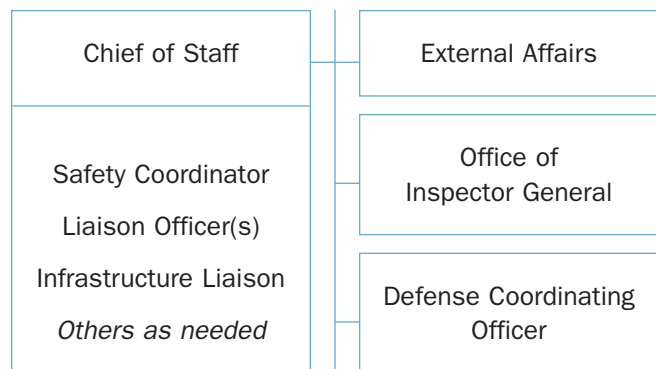 Chief of Staff
Safety Coordinator
Liaison Officer(s)
Infrastructure Liaison
Others as needed
External Affairs
Office of
Inspector General
Defense Coordinating
Officer